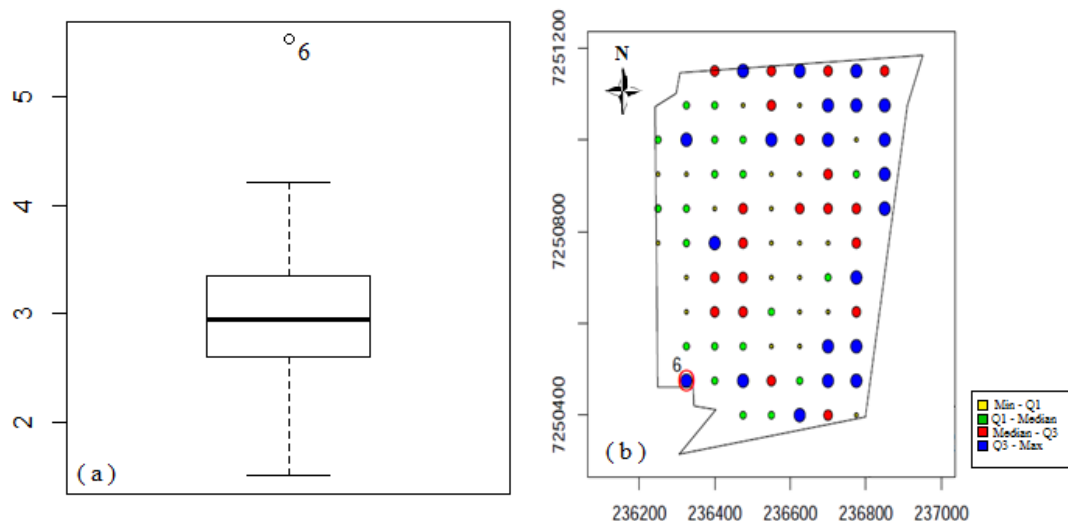 6
5
4
3
2
( a )
N
7251200
7250800
7250400
6
( b )
236200 236400 236600 236800 237000
Min - Q1
Q1 - Median
Median - Q3
Q3 - Max